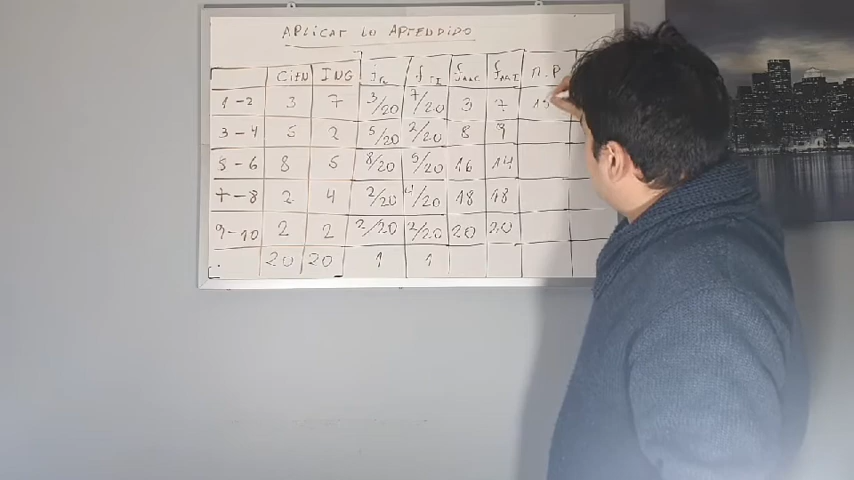 APLICAR LO APRENDIDO
CitN ING fr fr I faac faaI M.P
1-2 3 7 3/20 7/20 3 7
3-4 5 2 5/20 2/20 8 9
5-6 8 5 8/20 5/20 16 14
7-8 2 4 2/20 4/20 18 18
9-10 2 2 2/20 2/20 20 20
20 20 1 1